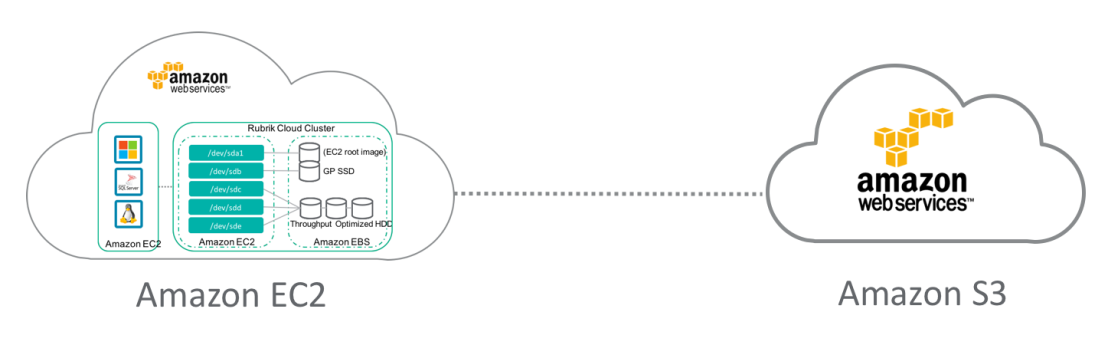 amazon
webservices™
Rubrik Cloud Cluster
/dev/sda1
(EC2 root image)
/dev/sdb
GP SSD
SQL Server
/dev/sdc
/dev/sdd
/dev/sde
Throughput Optimized HDD
Amazon EC2
Amazon EC2
Amazon EBS
Amazon EC2
amazon
webservices™
Amazon S3